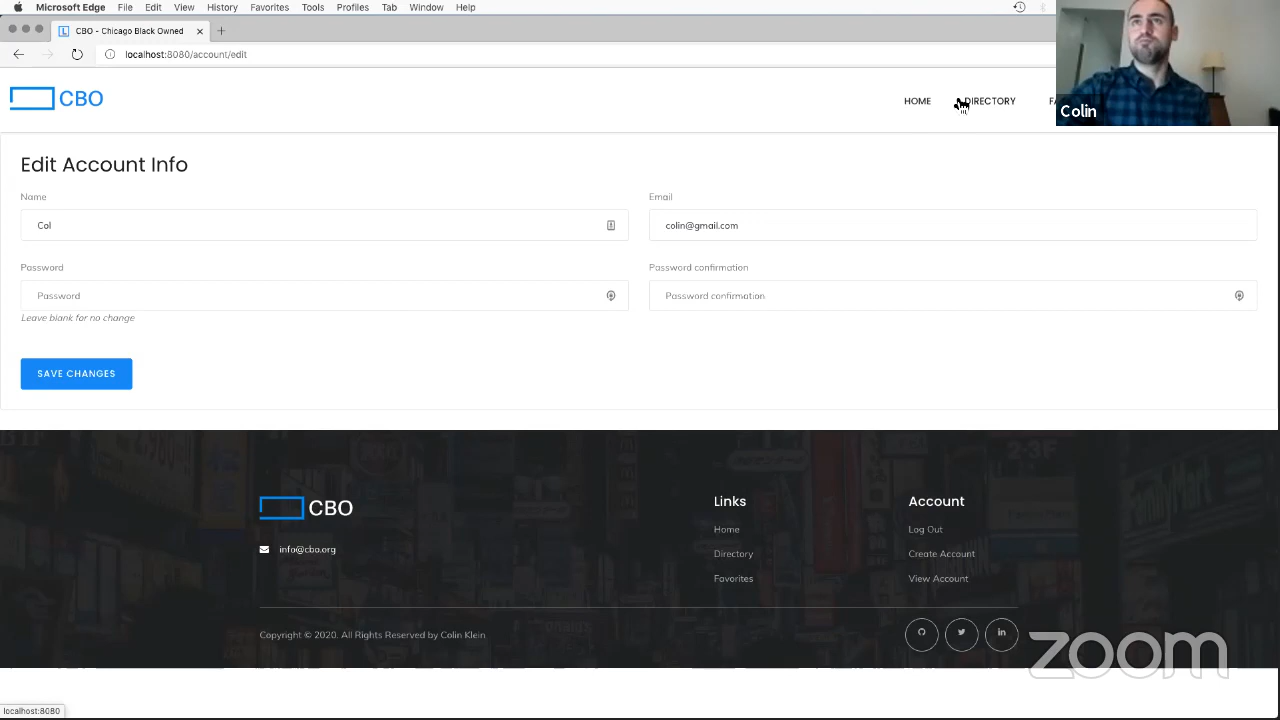 Microsoft Edge File Edit View History Favorites Tools Profiles Tab Window Help
CBO - Chicago Black Owned
localhost:8080/account/edit
CBO
HOME DIRECTORY
Colin
Edit Account Info
Name Email
Col colin@gmail.com
Password Password confirmation
Password Password confirmation
Leave blank for no change
SAVE CHANGES
2-3F
CBO Links Account
Home Log Out
info@cbo.org
Directory Create Account
Favorites View Account
Copyright © 2020. All Rights Reserved by Colin Klein
zoom
localhost:8080